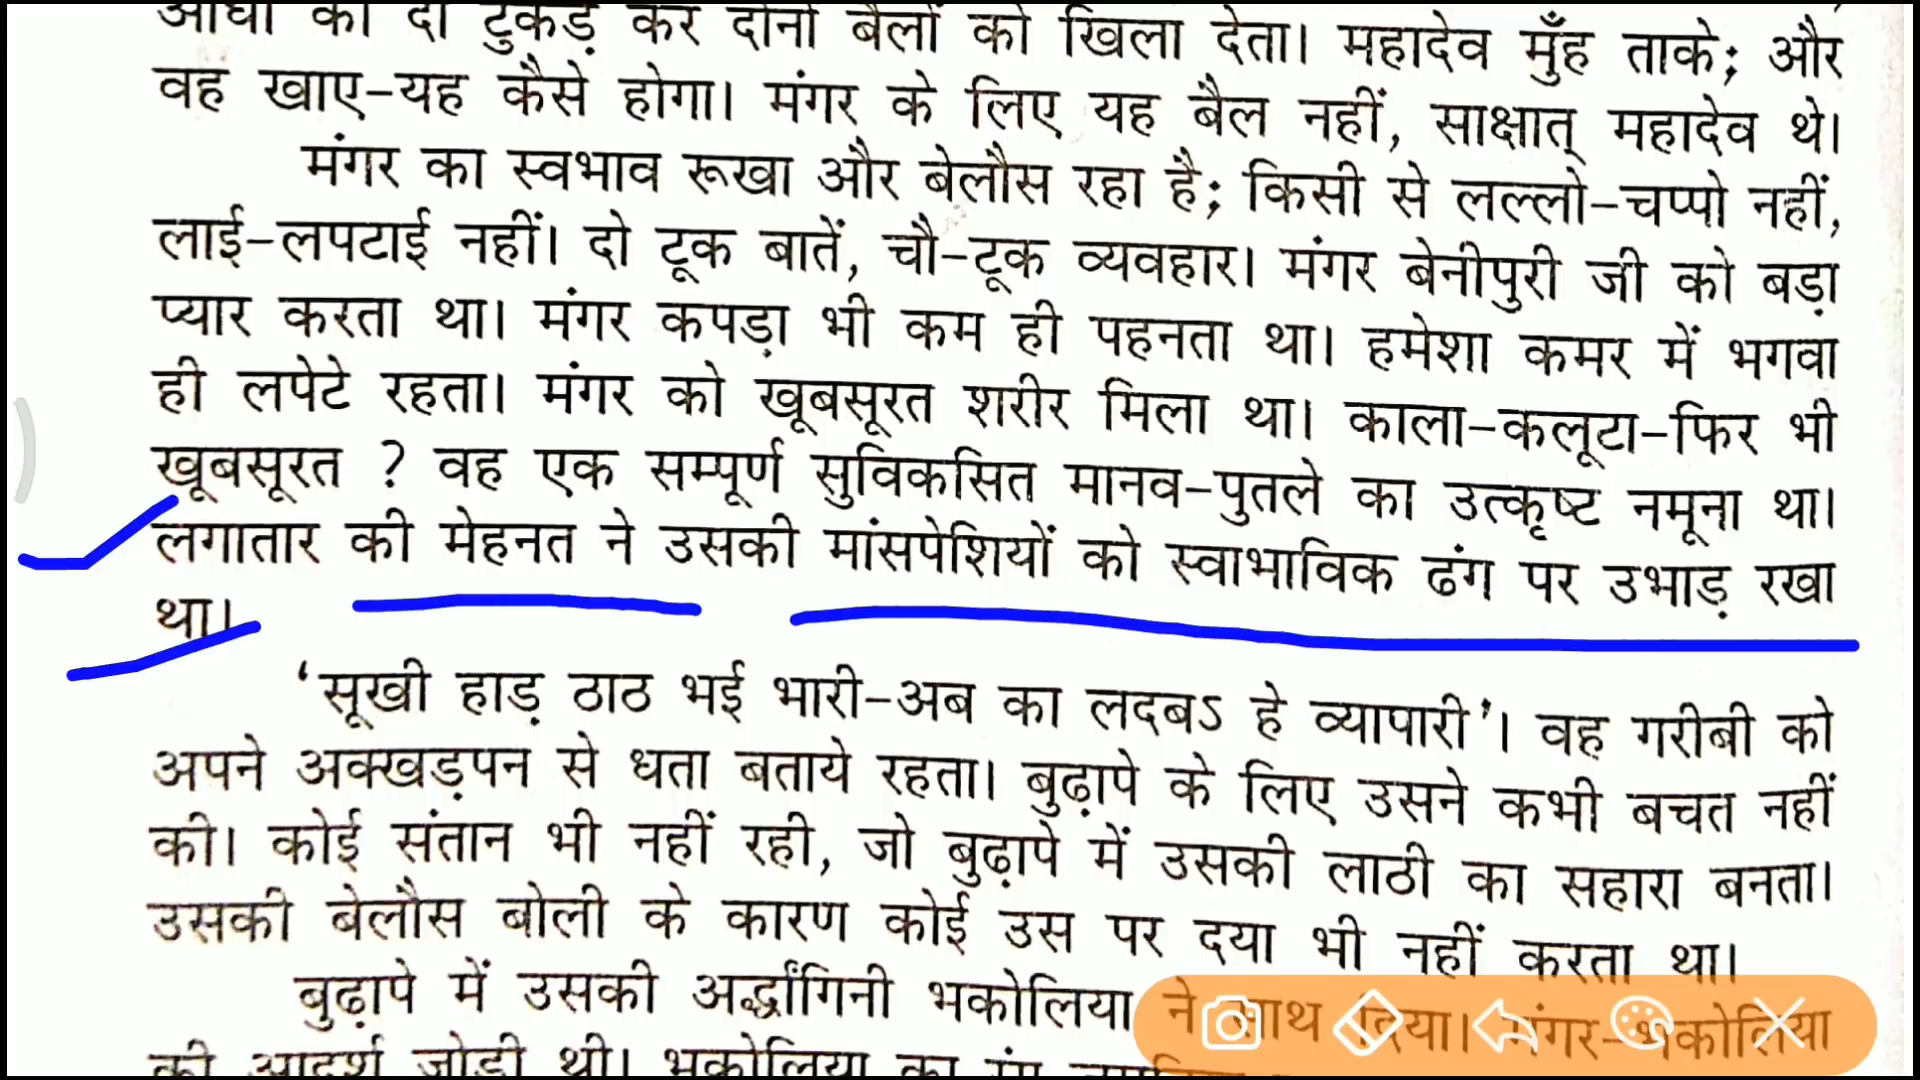 आधी को दो टुकड़े कर दोनों बैलों को खिला देता। महादेव मुँह ताके; और
वह खाए-यह कैसे होगा। मंगर के लिए यह बैल नहीं, साक्षात् महादेव थे।
मंगर का स्वभाव रूखा और बेलौस रहा है; किसी से लल्लो-चप्पो नहीं,
लाई-लपटाई नहीं। दो टूक बातें, चौ-टूक व्यवहार। मंगर बेनीपुरी जी को बड़ा
प्यार करता था। मंगर कपड़ा भी कम ही पहनता था। हमेशा कमर में भगवा
ही लपेटे रहता। मंगर को खूबसूरत शरीर मिला था। काला-कलूटा-फिर भी
खूबसूरत ? वह एक सम्पूर्ण सुविकसित मानव-पुतले का उत्कृष्ट नमूना था।
लगातार की मेहनत ने उसकी मांसपेशियों को स्वाभाविक ढंग पर उभाड़ रखा
था।
‘सूखी हाड़ ठाठ भई भारी-अब का लदबऽ हे व्यापारी’। वह गरीबी को
अपने अक्खड़पन से धता बताये रहता। बुढ़ापे के लिए उसने कभी बचत नहीं
की। कोई संतान भी नहीं रही, जो बुढ़ापे में उसकी लाठी का सहारा बनता।
उसकी बेलौस बोली के कारण कोई उस पर दया भी नहीं करता था।
बुढ़ापे में उसकी अर्द्धांगिनी भकोलिया ने साथ दिया। मंगर-भकोलिया
की आदर्श जोड़ी थी। भकोलिया का रंग